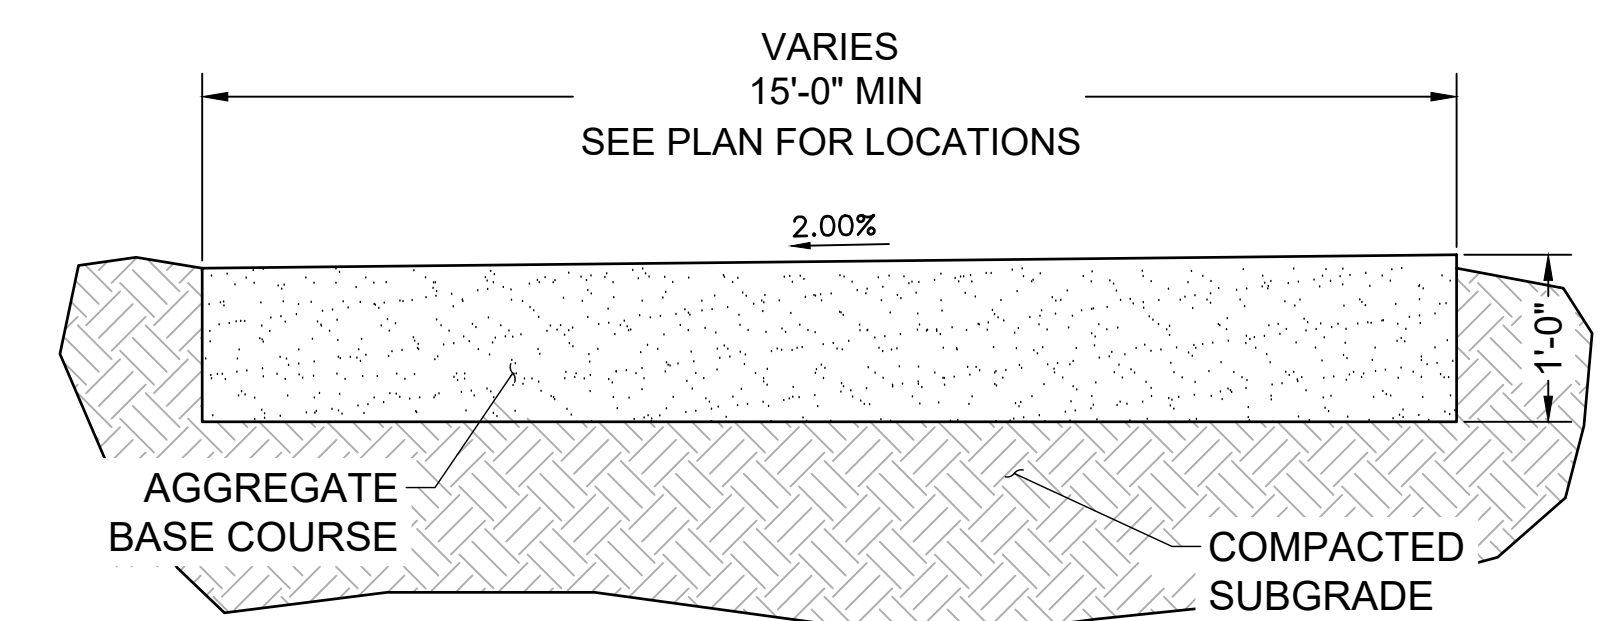 VARIES
15'-0" MIN
SEE PLAN FOR LOCATIONS
2.00%
1'-0"
AGGREGATE
BASE COURSE
COMPACTED
SUBGRADE